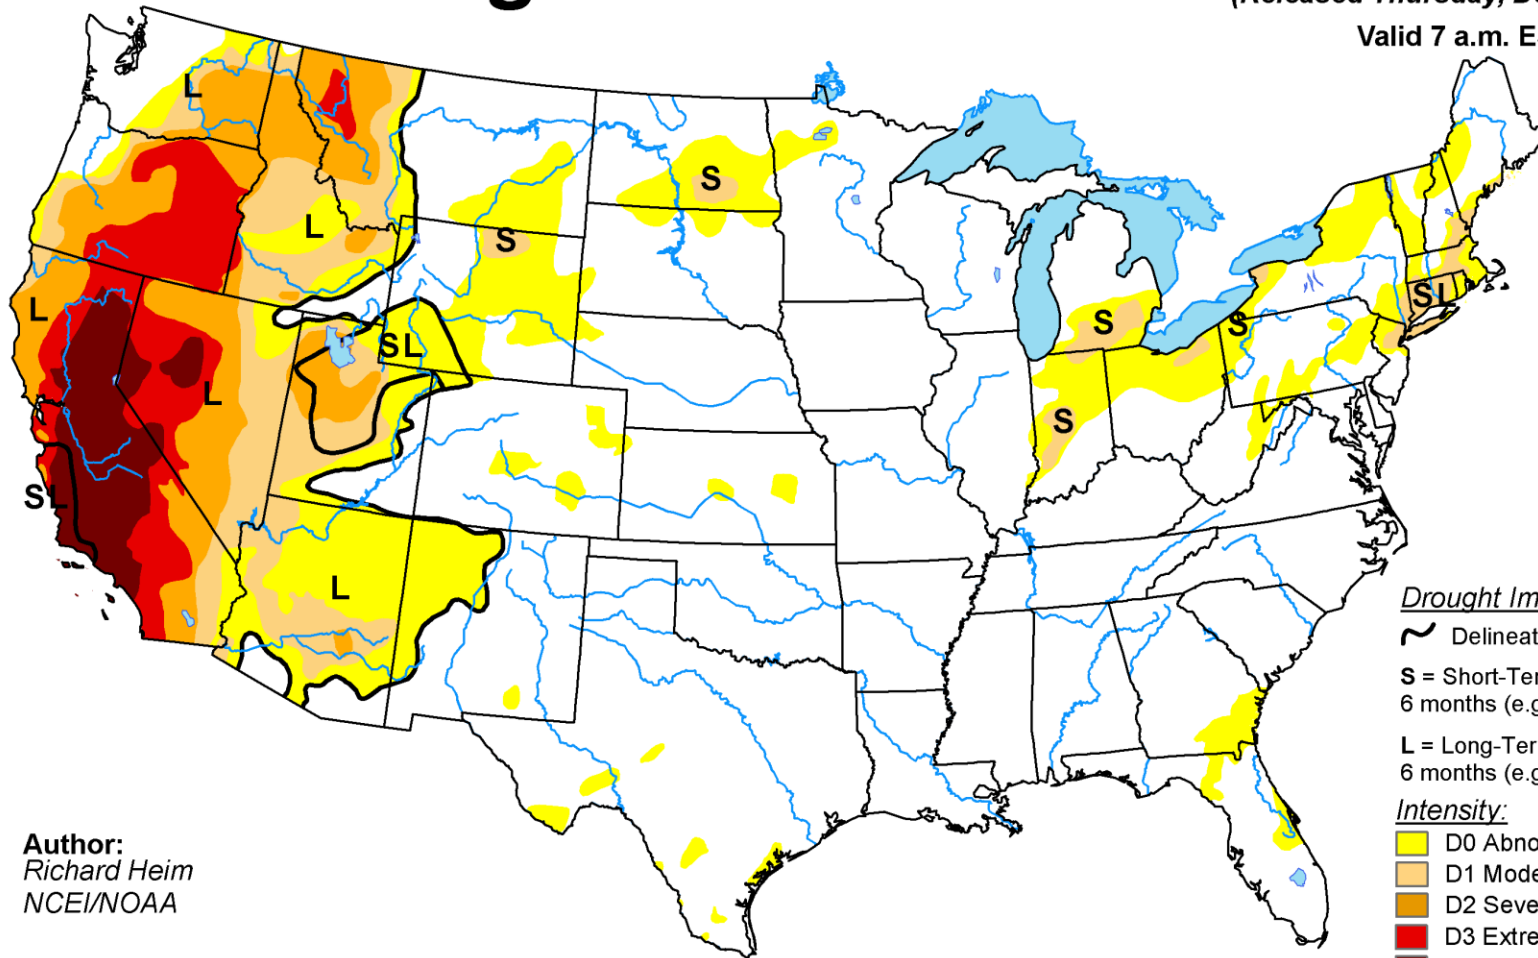 g
Valid 7 a.m. E
L
S
L
S
L
SL
S
S
SL
L
S
SL
L
Drought Im
Delineat
S = Short-Ter
6 months (e.g
L = Long-Ter
6 months (e.g
Intensity:
D0 Abno
D1 Mode
D2 Seve
D3 Extre
Author:
Richard Heim
NCEI/NOAA